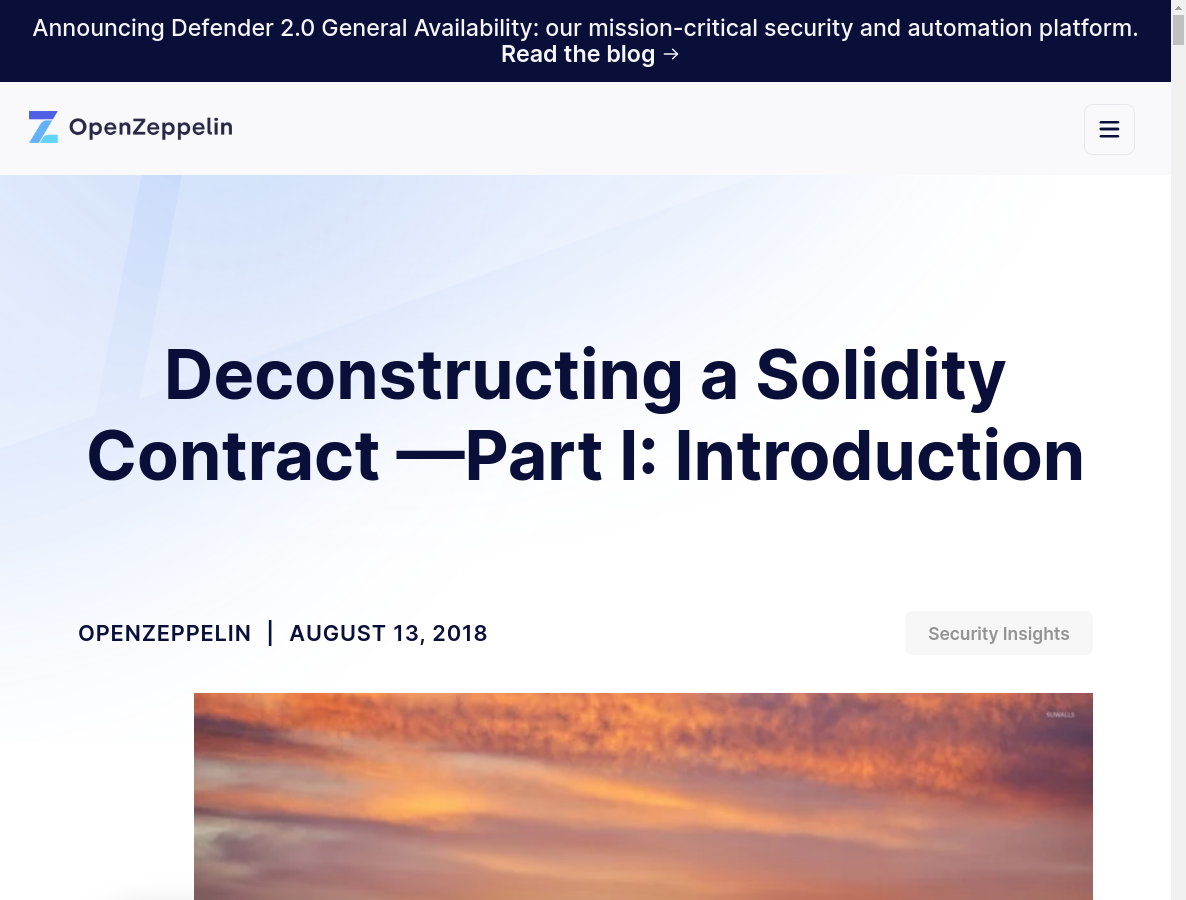 Announcing Defender 2.0 General Availability: our mission-critical security and automation platform.
Read the blog →
OpenZeppelin
Deconstructing a Solidity
Contract —Part I: Introduction
OPENZEPPELIN | AUGUST 13, 2018
Security Insights